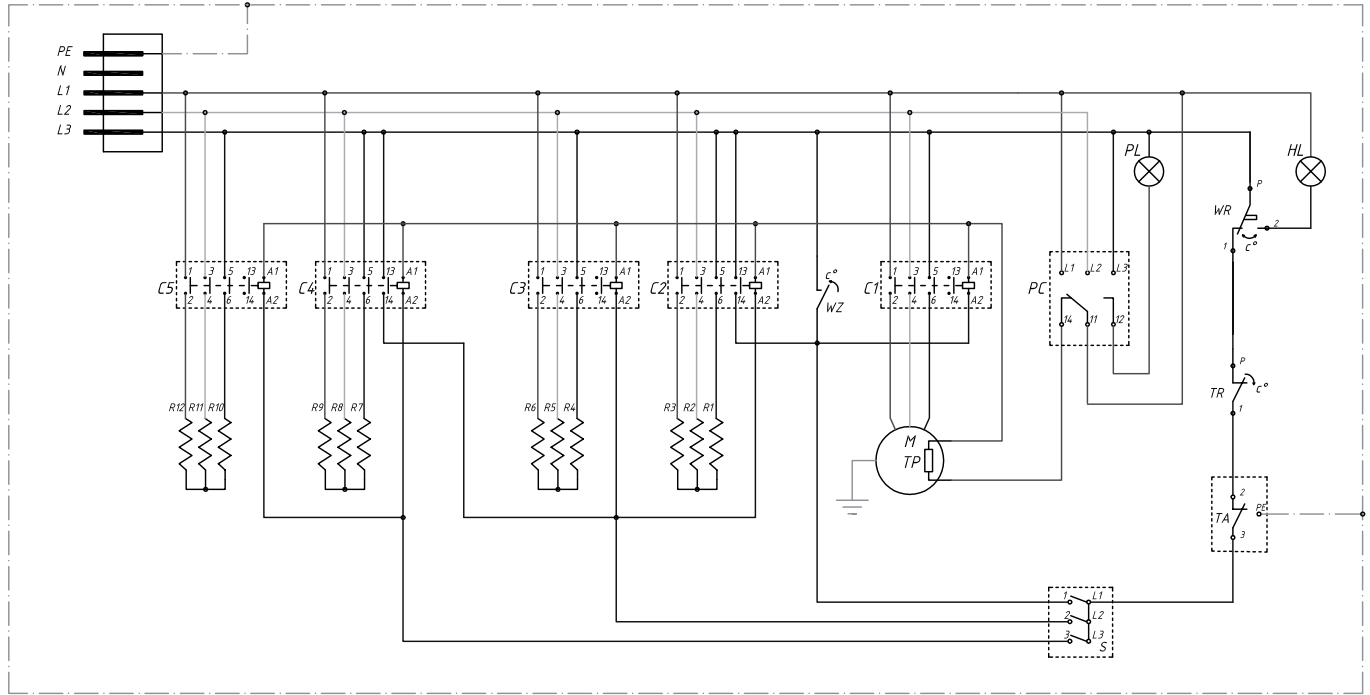 PE
N
L1
L2
L3
PL
HL
P
WR
2
1
c°
C5 1 3 5 13 A1
2 4 6 14 A2
C4 1 3 5 13 A1
2 4 6 14 A2
C3 1 3 5 13 A1
2 4 6 14 A2
C2 1 3 5 13 A1
2 4 6 14 A2
c°
WZ
C1 1 3 5 13 A1
2 4 6 14 A2
PC L1 L2 L3
14 11 12
P
TR c°
1
R12 R11 R10
R9 R8 R7
R6 R5 R4
R3 R2 R1
M
TP
2
TA PE
3
1 L1
2 L2
3 L3
S